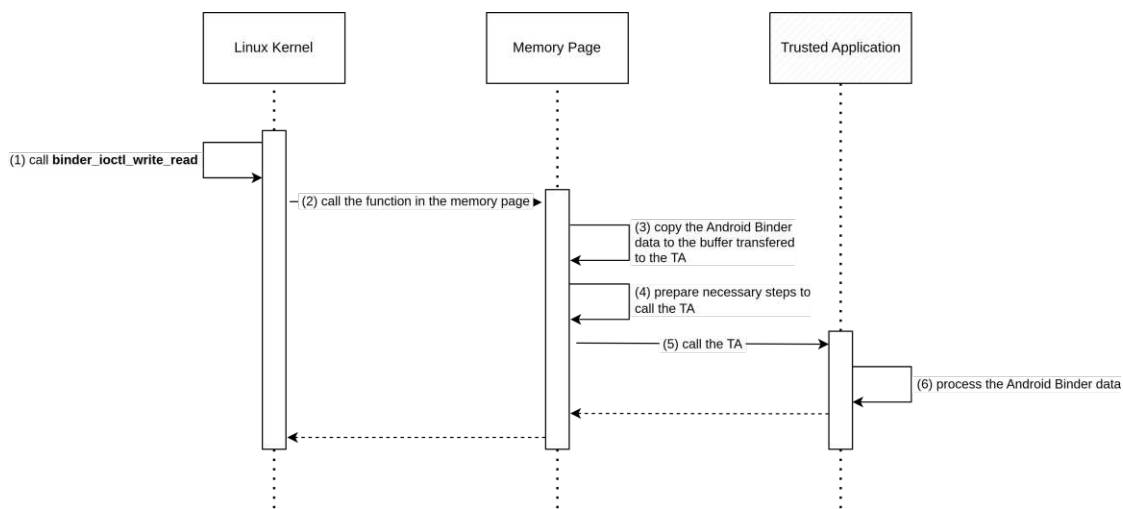 Linux Kernel
Memory Page
Trusted Application
(1) call binder_ioctl_write_read
(2) call the function in the memory page
(3) copy the Android Binder
data to the buffer transfered
to the TA
(4) prepare necessary steps to
call the TA
(5) call the TA
(6) process the Android Binder data